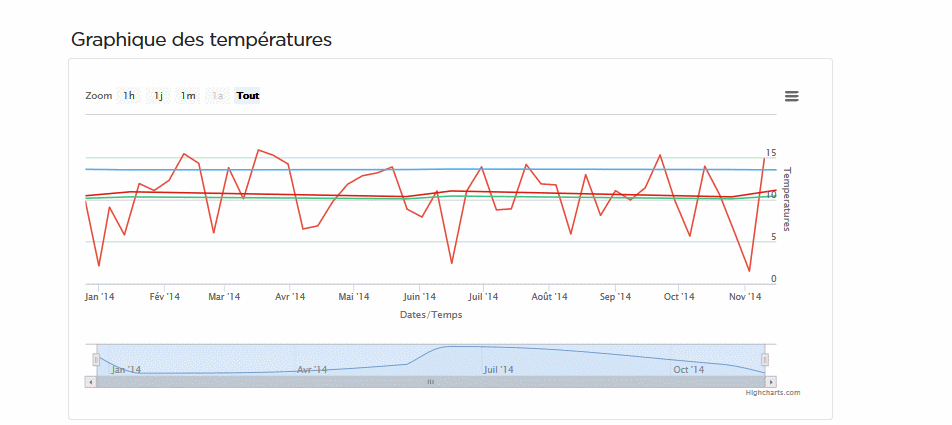 Graphique des températures
Zoom 1h 1j 1m 1a Tout
15
10
5
0
Températures
Jan '14 Fév '14 Mar '14 Avr '14 Mai '14 Juin '14 Juil '14 Août '14 Sep '14 Oct '14 Nov '14
Dates/Temps
Jan '14 Avr '14 Juil '14 Oct '14
Highcharts.com